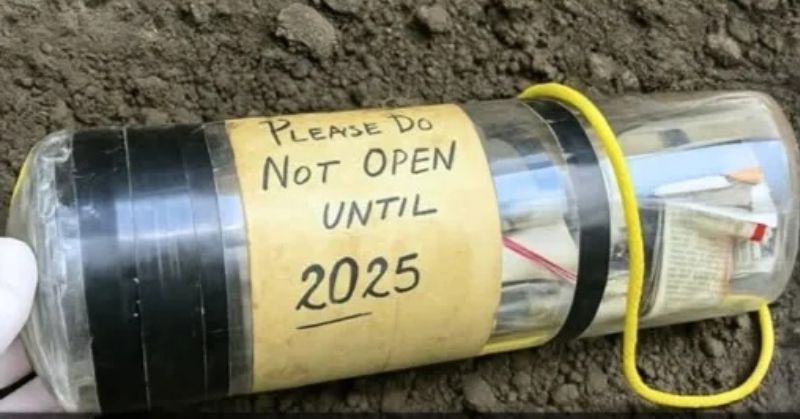 PLEASE DO
NOT OPEN
UNTIL
2025